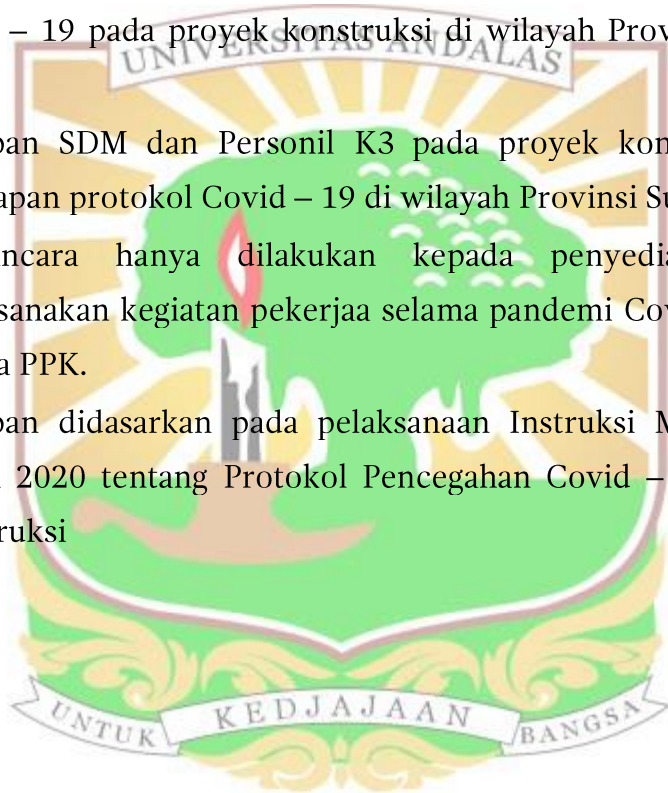 – 19 pada proyek konstruksi di wilayah Prov
UNIVERSITAS ANDALAS
pan SDM dan Personil K3 pada proyek kon
apan protokol Covid – 19 di wilayah Provinsi Su
ncara hanya dilakukan kepada penyedia
sanakan kegiatan pekerjaa selama pandemi Cov
a PPK.
pan didasarkan pada pelaksanaan Instruksi M
2020 tentang Protokol Pencegahan Covid –
ruksi
UNTUK KEDJAJAAN BANGSA